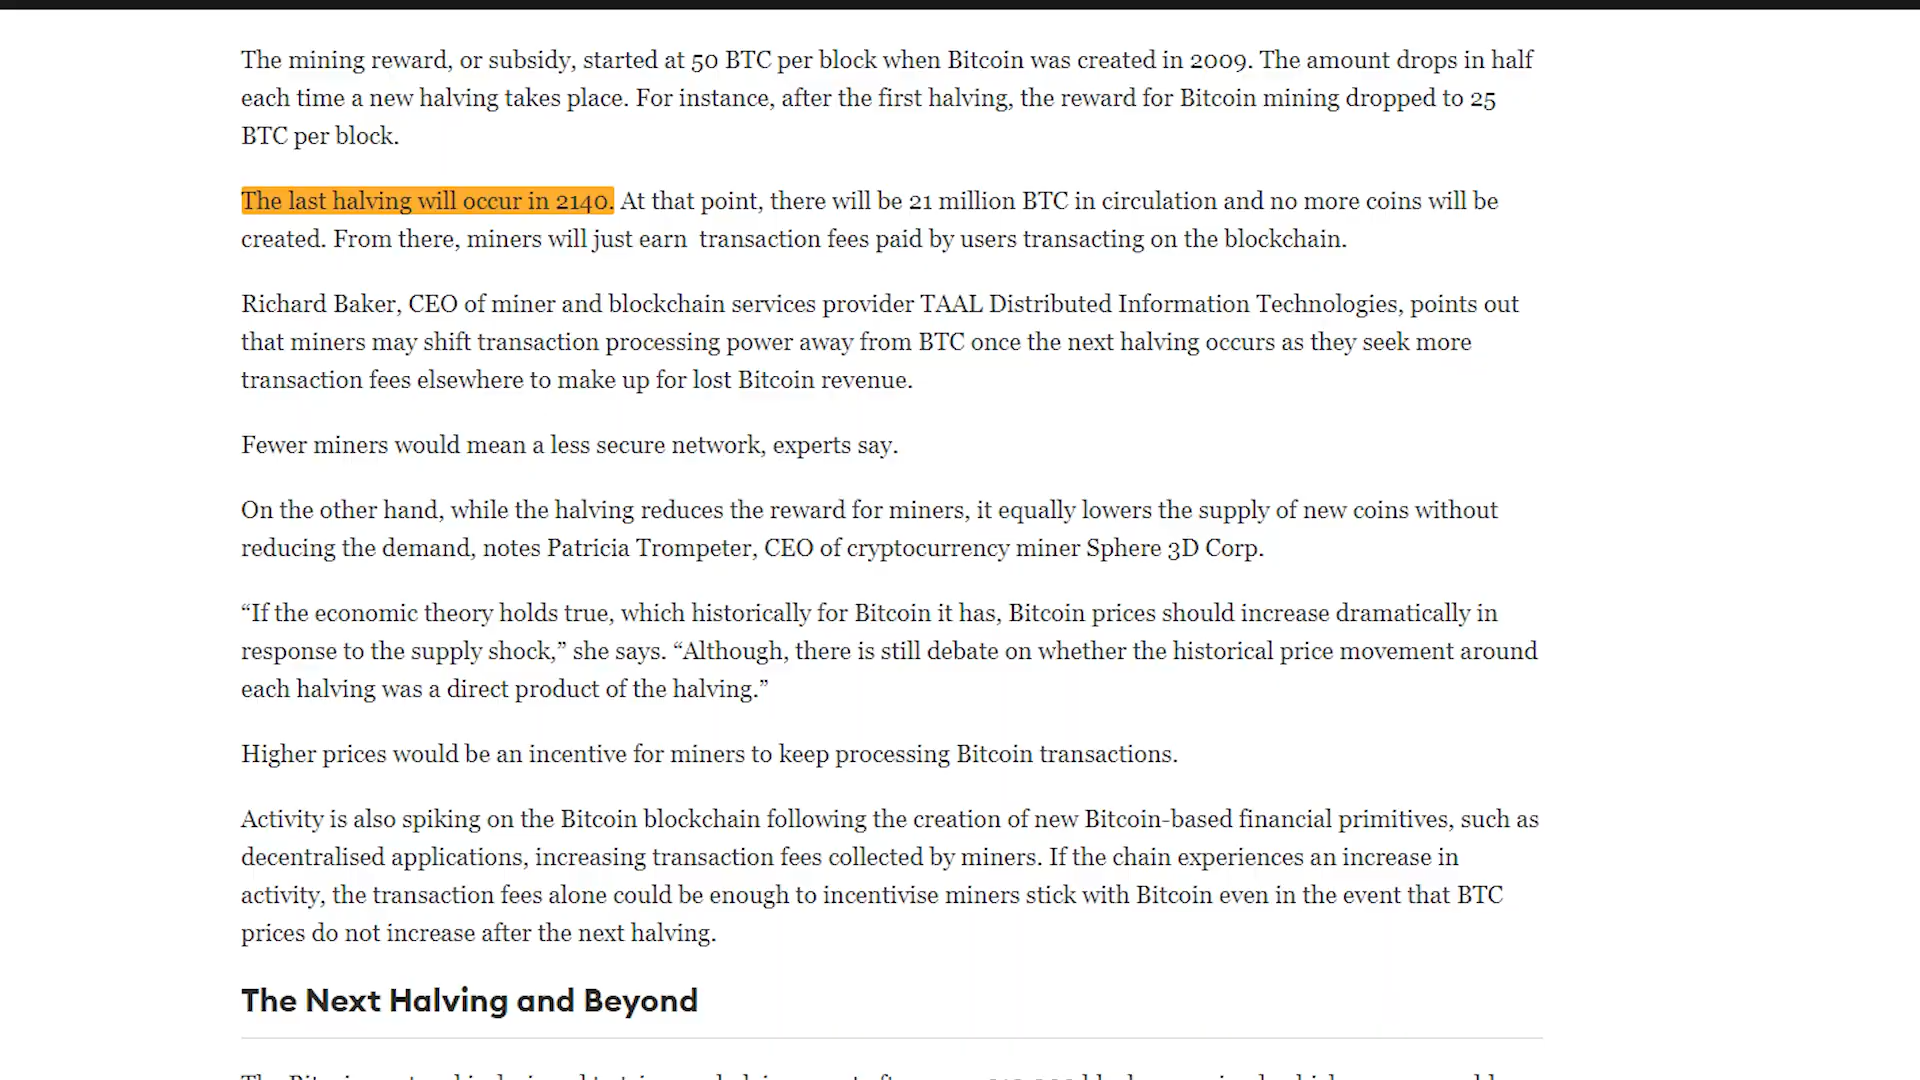 The mining reward, or subsidy, started at 50 BTC per block when Bitcoin was created in 2009. The amount drops in half
each time a new halving takes place. For instance, after the first halving, the reward for Bitcoin mining dropped to 25
BTC per block.
The last halving will occur in 2140. At that point, there will be 21 million BTC in circulation and no more coins will be
created. From there, miners will just earn  transaction fees paid by users transacting on the blockchain.
Richard Baker, CEO of miner and blockchain services provider TAAL Distributed Information Technologies, points out
that miners may shift transaction processing power away from BTC once the next halving occurs as they seek more
transaction fees elsewhere to make up for lost Bitcoin revenue.
Fewer miners would mean a less secure network, experts say.
On the other hand, while the halving reduces the reward for miners, it equally lowers the supply of new coins without
reducing the demand, notes Patricia Trompeter, CEO of cryptocurrency miner Sphere 3D Corp.
“If the economic theory holds true, which historically for Bitcoin it has, Bitcoin prices should increase dramatically in
response to the supply shock,” she says. “Although, there is still debate on whether the historical price movement around
each halving was a direct product of the halving.”
Higher prices would be an incentive for miners to keep processing Bitcoin transactions.
Activity is also spiking on the Bitcoin blockchain following the creation of new Bitcoin-based financial primitives, such as
decentralised applications, increasing transaction fees collected by miners. If the chain experiences an increase in
activity, the transaction fees alone could be enough to incentivise miners stick with Bitcoin even in the event that BTC
prices do not increase after the next halving.
The Next Halving and Beyond